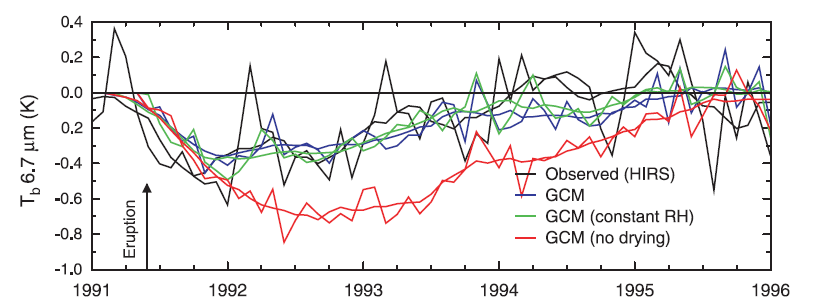 0.4
0.2
0.0
0.2
-0.4
-0.6
-0.8
-1.0
T_b 6.7 μm (K)
Eruption
Observed (HIRS)
GCM
GCM (constant RH)
GCM (no drying)
1991 1992 1993 1994 1995 1996